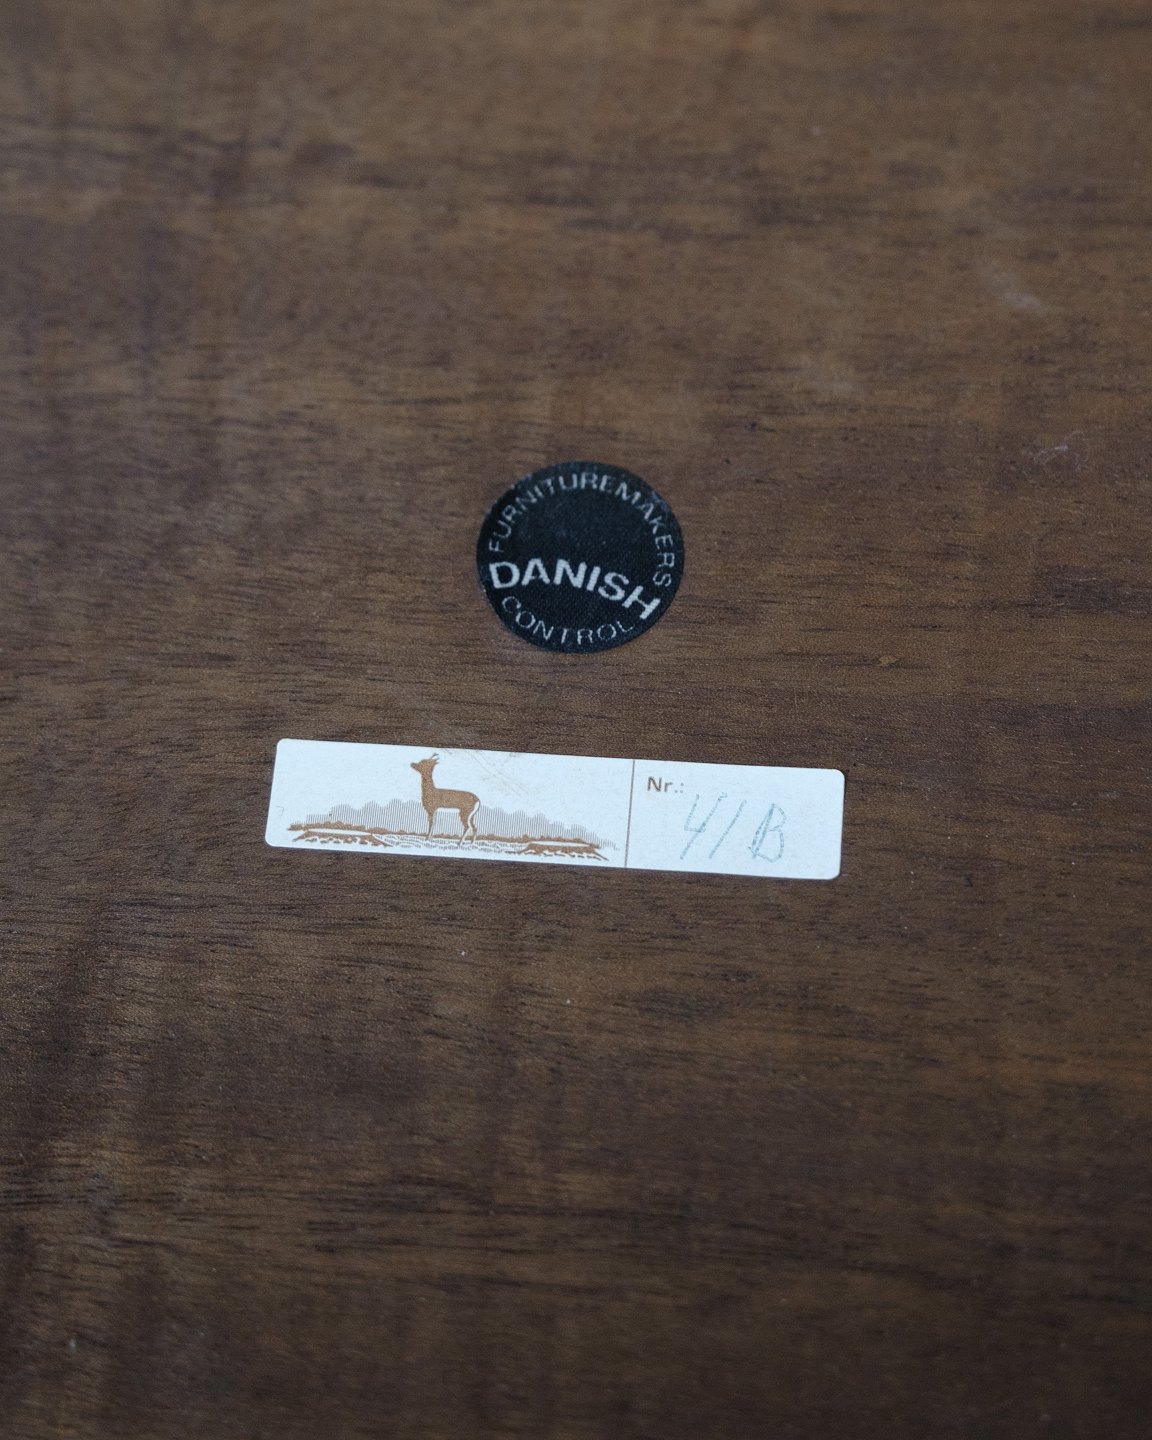 FURNITUREMAKERS
DANISH
CONTROL
Nr.: 41B